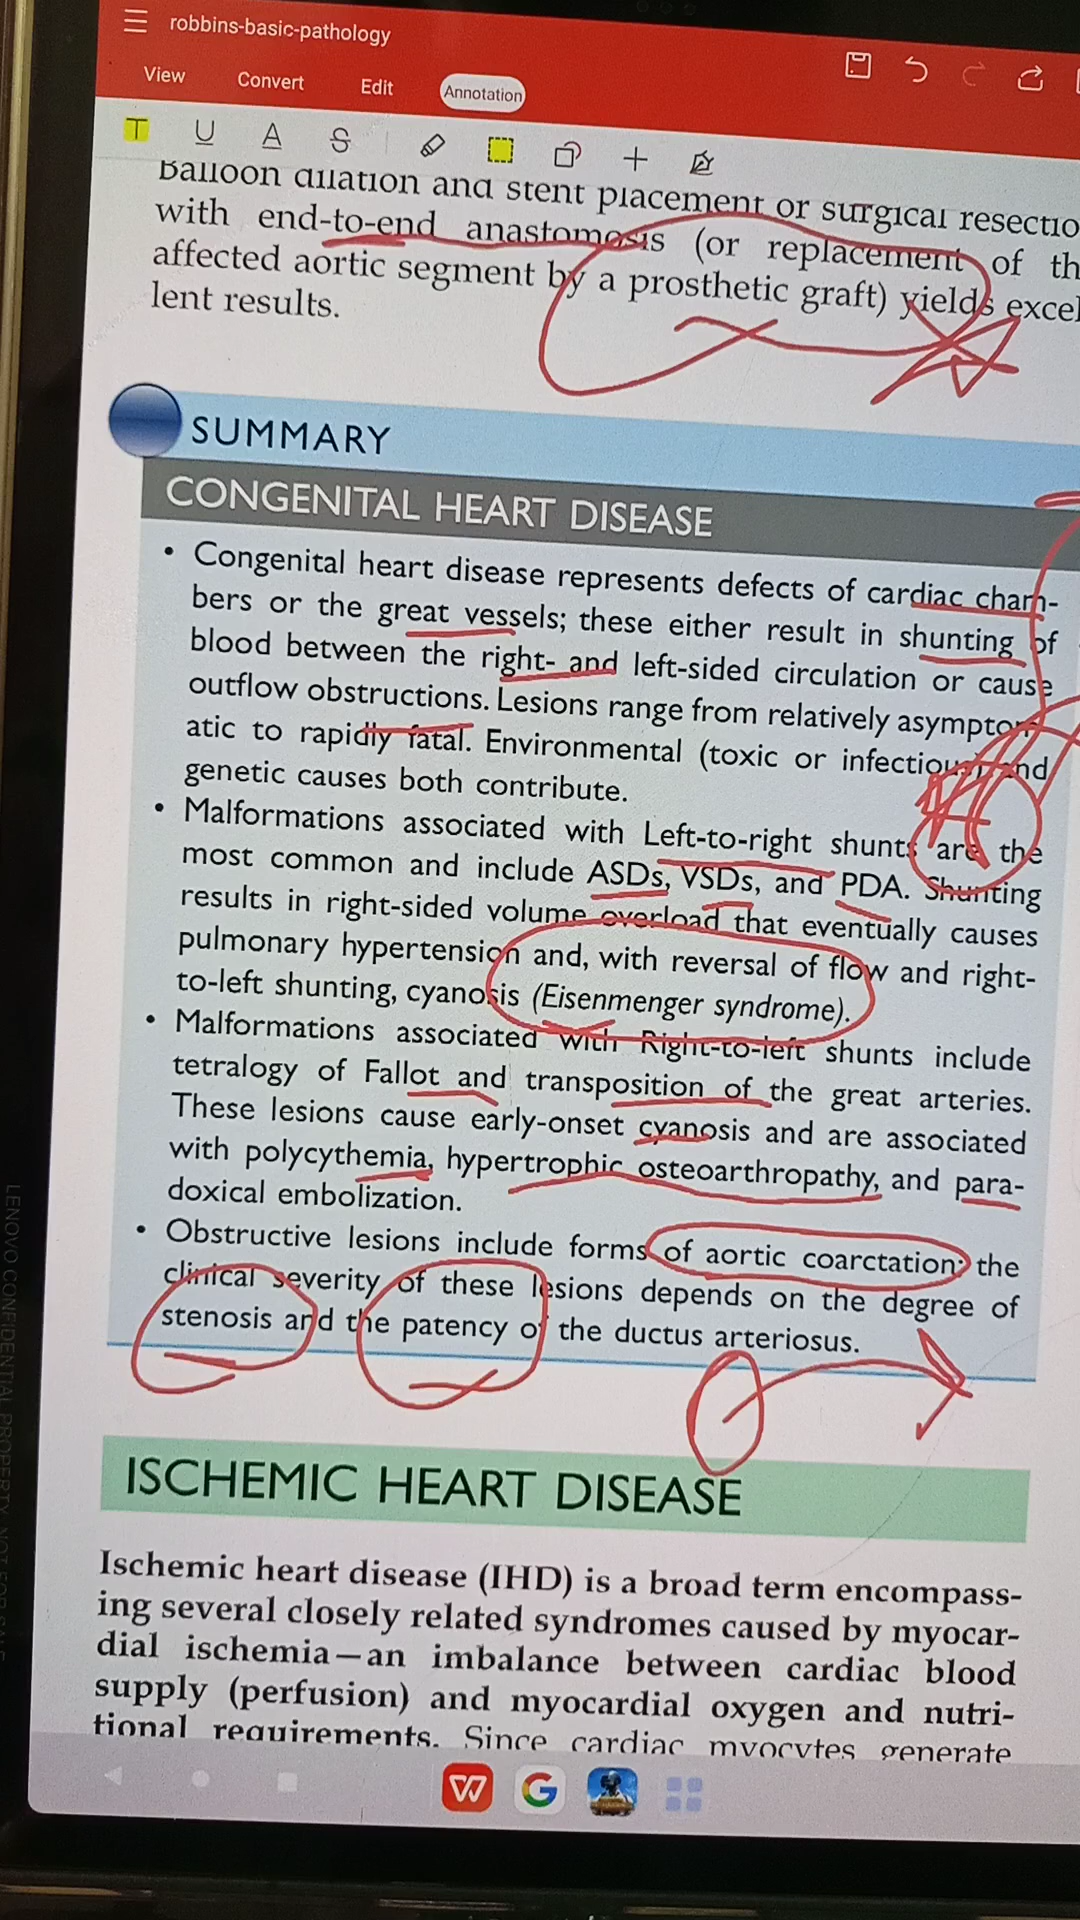 robbins-basic-pathology
View Convert Edit Annotation
T U A S
Balloon dilation and stent placement or surgical resectio
with end-to-end anastomosis (or replacement of th
affected aortic segment by a prosthetic graft) yields excel
lent results.
SUMMARY
CONGENITAL HEART DISEASE
• Congenital heart disease represents defects of cardiac cham-
bers or the great vessels; these either result in shunting of
blood between the right- and left-sided circulation or cause
outflow obstructions. Lesions range from relatively asymptom-
atic to rapidly fatal. Environmental (toxic or infectious) and
genetic causes both contribute.
• Malformations associated with Left-to-right shunts are the
most common and include ASDs, VSDs, and PDA. Shunting
results in right-sided volume overload that eventually causes
pulmonary hypertension and, with reversal of flow and right-
to-left shunting, cyanosis (Eisenmenger syndrome).
• Malformations associated with Right-to-left shunts include
tetralogy of Fallot and transposition of the great arteries.
These lesions cause early-onset cyanosis and are associated
with polycythemia, hypertrophic osteoarthropathy, and para-
doxical embolization.
• Obstructive lesions include forms of aortic coarctation; the
clinical severity of these lesions depends on the degree of
stenosis and the patency of the ductus arteriosus.
ISCHEMIC HEART DISEASE
Ischemic heart disease (IHD) is a broad term encompass-
ing several closely related syndromes caused by myocar-
dial ischemia—an imbalance between cardiac blood
supply (perfusion) and myocardial oxygen and nutri-
tional requirements. Since cardiac myocytes generate
LENOVO CONFIDENTIAL PROPERTY, NOT FOR SALE